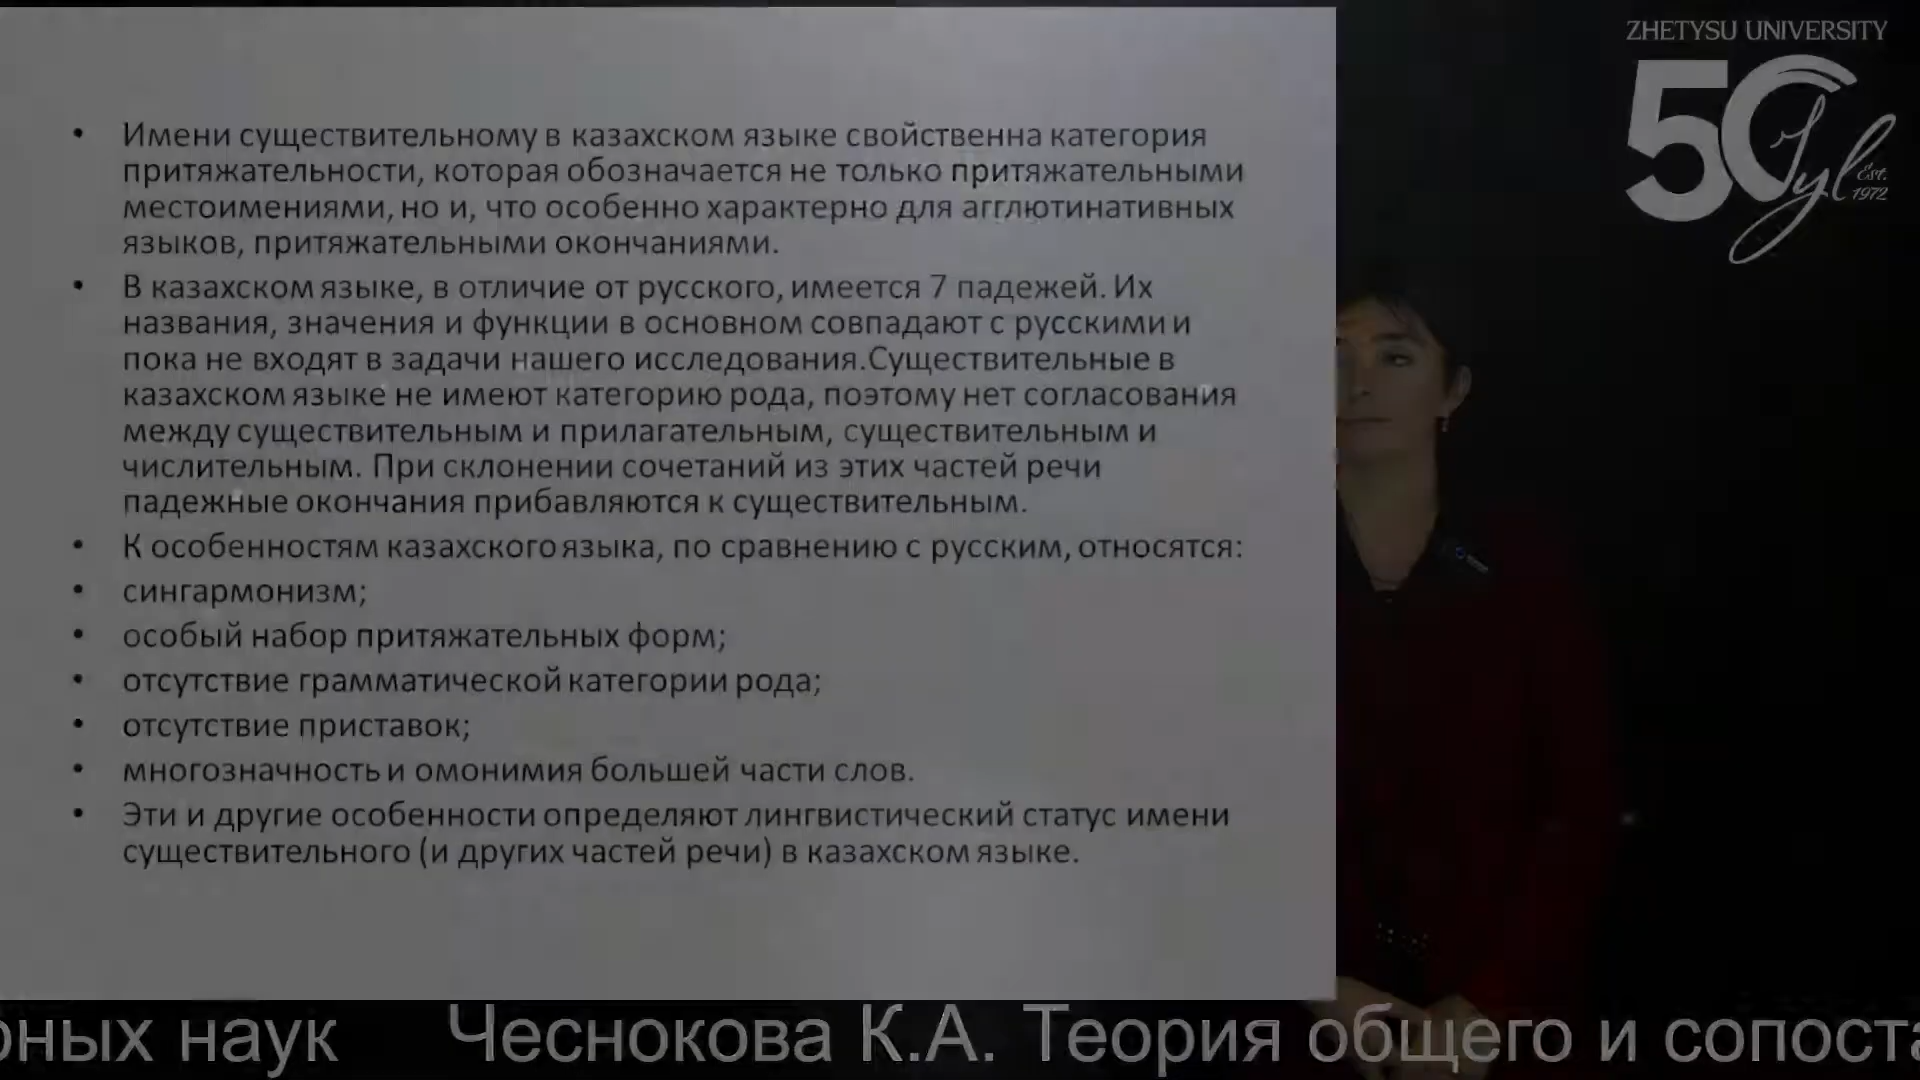 ZHETYSU UNIVERSITY
50
Jyl
Est.
1972
• Имени существительному в казахском языке свойственна категория
притяжательности, которая обозначается не только притяжательными
местоимениями, но и, что особенно характерно для агглютинативных
языков, притяжательными окончаниями.
• В казахском языке, в отличие от русского, имеется 7 падежей. Их
названия, значения и функции в основном совпадают с русскими и
пока не входят в задачи нашего исследования.Существительные в
казахском языке не имеют категорию рода, поэтому нет согласования
между существительным и прилагательным, существительным и
числительным. При склонении сочетаний из этих частей речи
падежные окончания прибавляются к существительным.
• К особенностям казахского языка, по сравнению с русским, относятся:
• сингармонизм;
• особый набор притяжательных форм;
• отсутствие грамматической категории рода;
• отсутствие приставок;
• многозначность и омонимия большей части слов.
• Эти и другие особенности определяют лингвистический статус имени
существительного (и других частей речи) в казахском языке.
наук Чеснокова К.А. Теория общего и